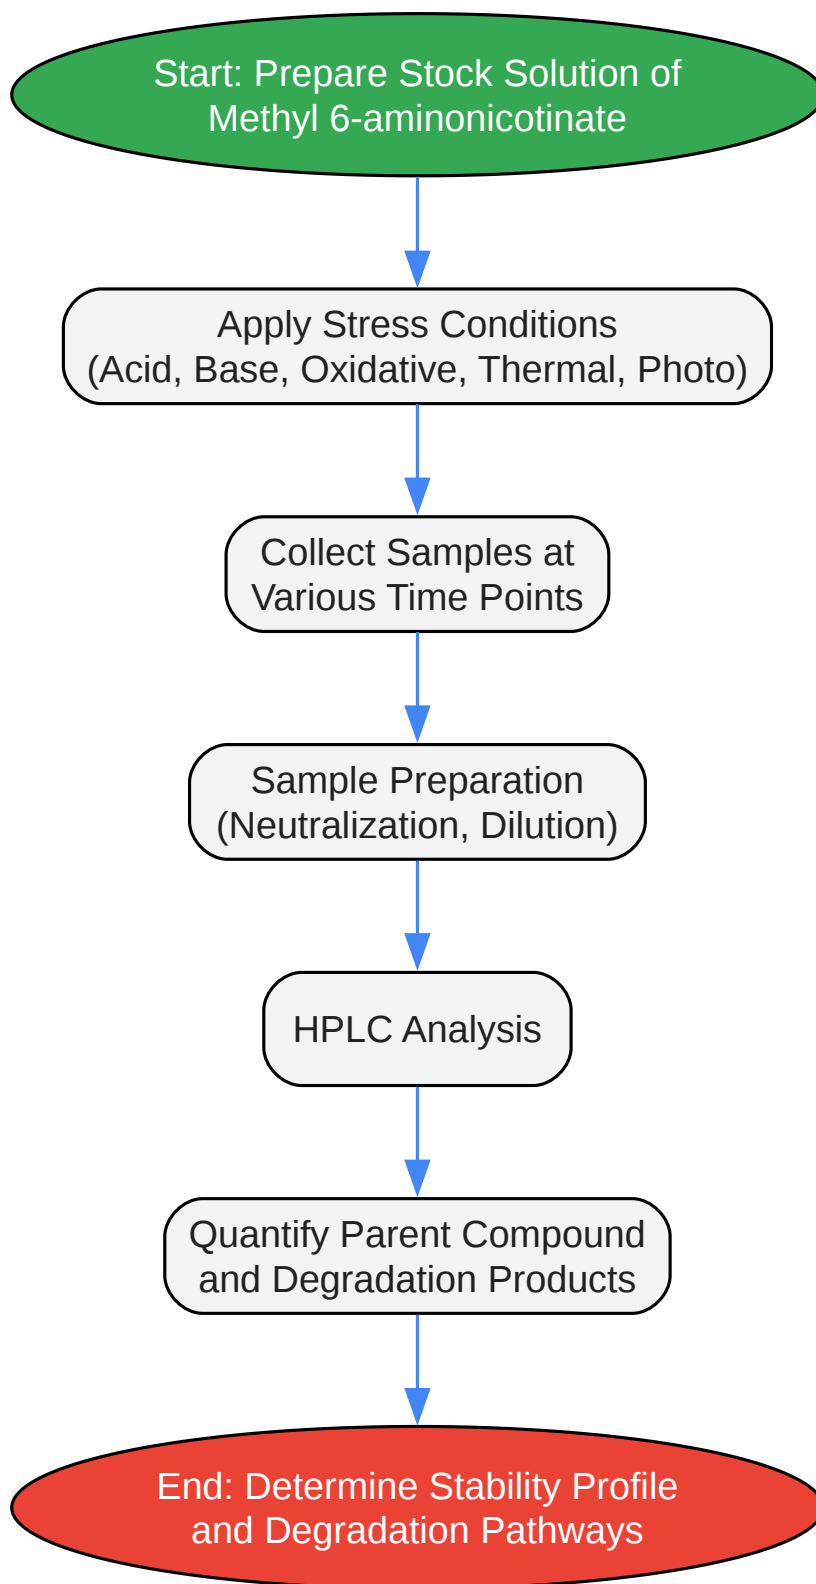 Start: Prepare Stock Solution of
Methyl 6-aminonicotinate
Apply Stress Conditions
(Acid, Base, Oxidative, Thermal, Photo)
Collect Samples at
Various Time Points
Sample Preparation
(Neutralization, Dilution)
HPLC Analysis
Quantify Parent Compound
and Degradation Products
End: Determine Stability Profile
and Degradation Pathways